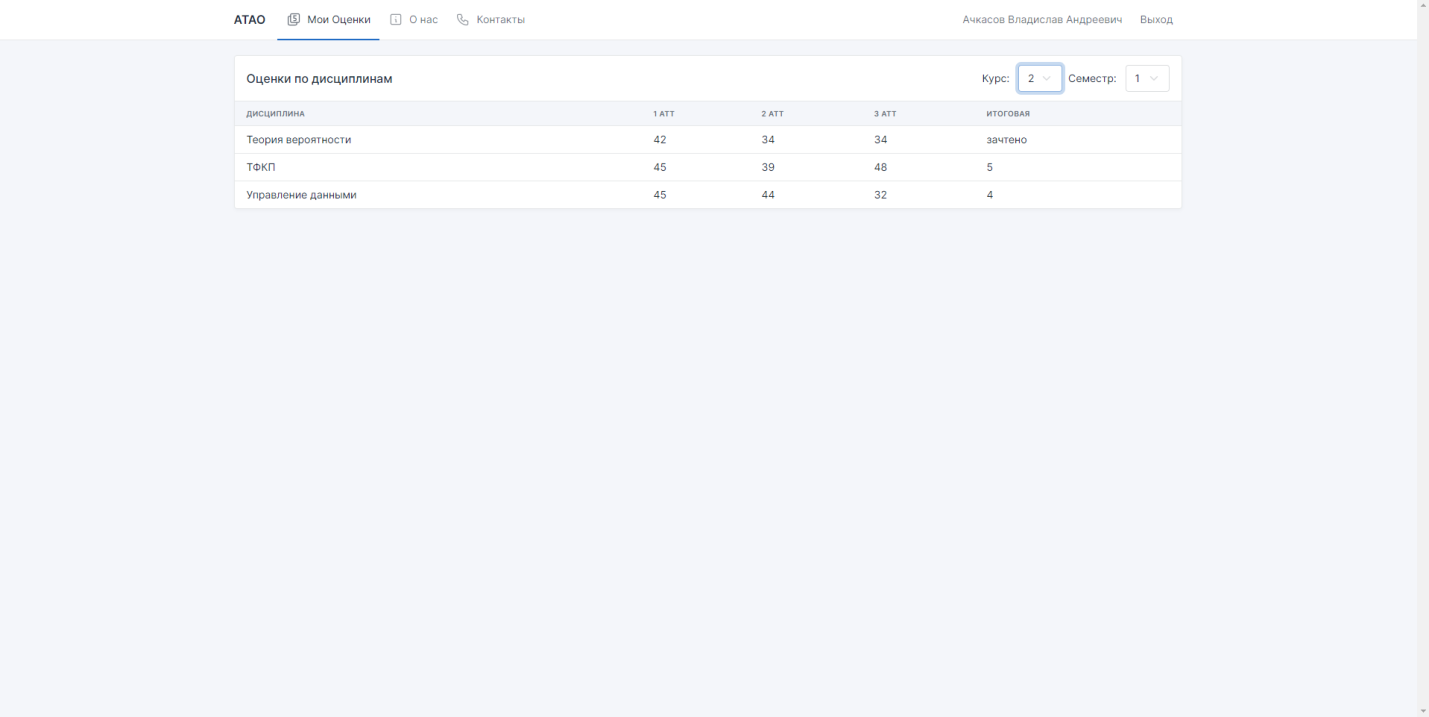 АТАО Мои Оценки О нас Контакты Ачкасов Владислав Андреевич Выход
Оценки по дисциплинам Курс: 2 Семестр: 1
ДИСЦИПЛИНА 1 АТТ 2 АТТ 3 АТТ ИТОГОВАЯ
Теория вероятности 42 34 34 зачтено
ТФКП 45 39 48 5
Управление данными 45 44 32 4